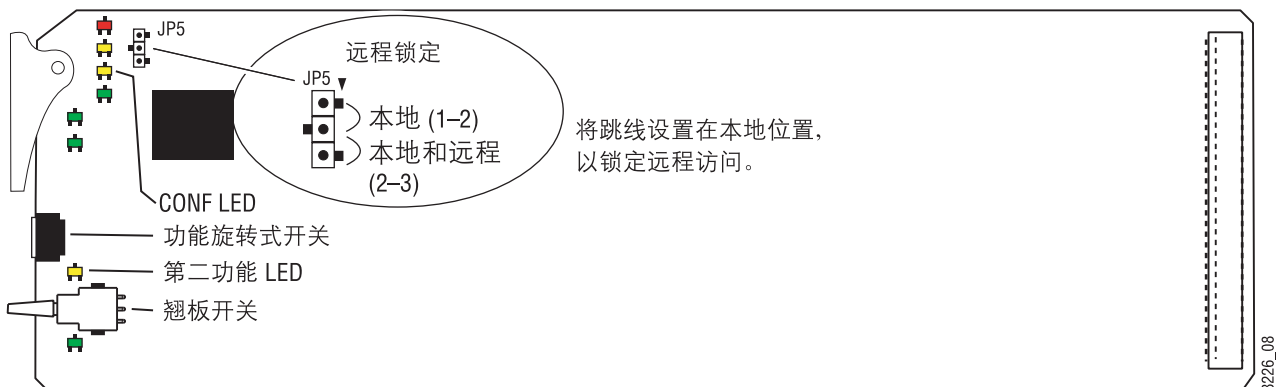 JP5
远程锁定
JP5
本地 (1–2)
本地和远程
(2–3)
将跳线设置在本地位置,
以锁定远程访问。
CONF LED
功能旋转式开关
第二功能 LED
翘板开关
8226_08